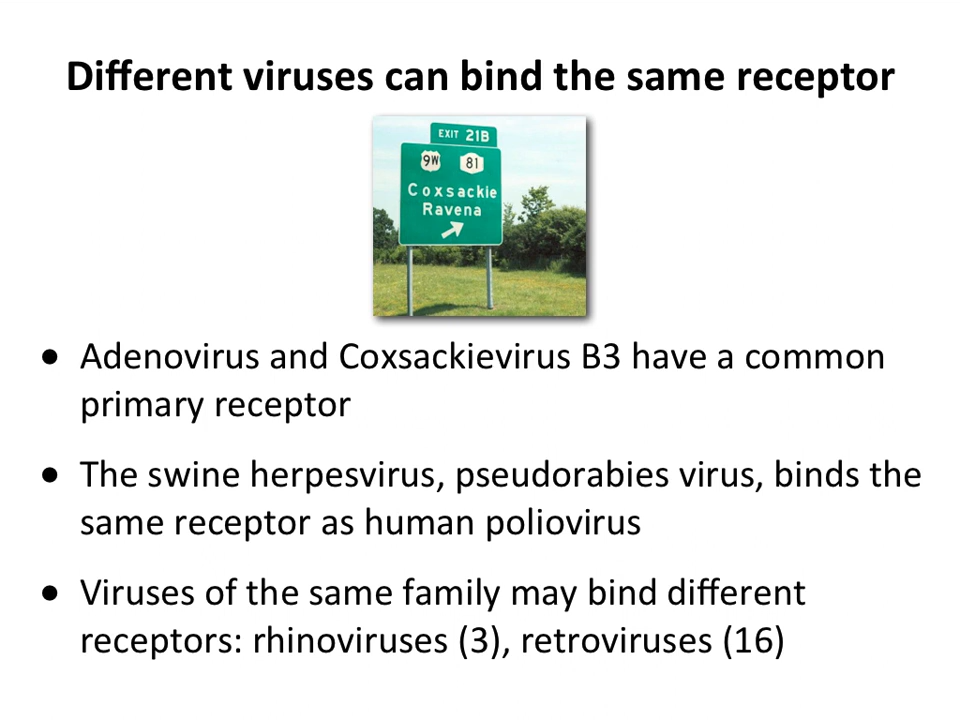 Different viruses can bind the same receptor
EXIT 21B
9W 81
Coxsackie
Ravena
• Adenovirus and Coxsackievirus B3 have a common
primary receptor
• The swine herpesvirus, pseudorabies virus, binds the
same receptor as human poliovirus
• Viruses of the same family may bind different
receptors: rhinoviruses (3), retroviruses (16)